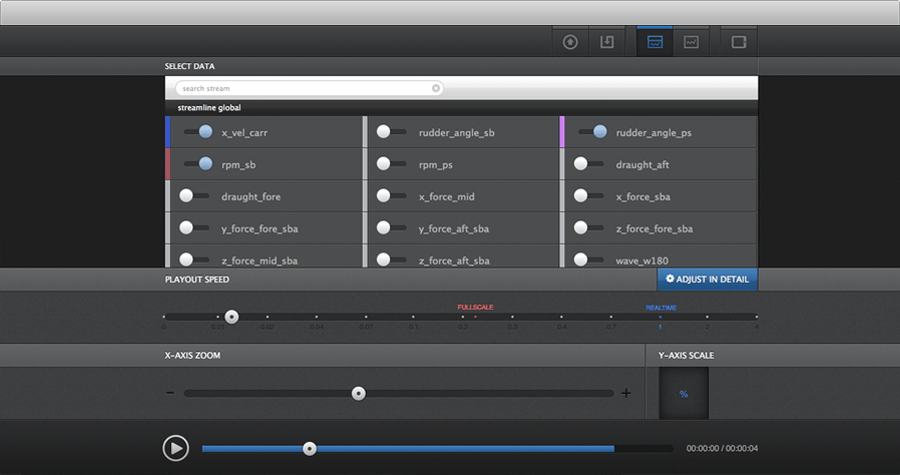 SELECT DATA
search stream
streamline global
x_vel_carr rudder_angle_sb rudder_angle_ps
rpm_sb rpm_ps draught_aft
draught_fore x_force_mid x_force_sba
y_force_fore_sba y_force_aft_sba z_force_fore_sba
z_force_mid_sba z_force_aft_sba wave_w180
PLAYOUT SPEED ADJUST IN DETAIL
FULLSCALE REALTIME
0 0.01 0.02 0.04 0.07 0.1 0.2 0.3 0.4 0.7 1 2 4
X-AXIS ZOOM Y-AXIS SCALE
− + %
00:00:00 / 00:00:04